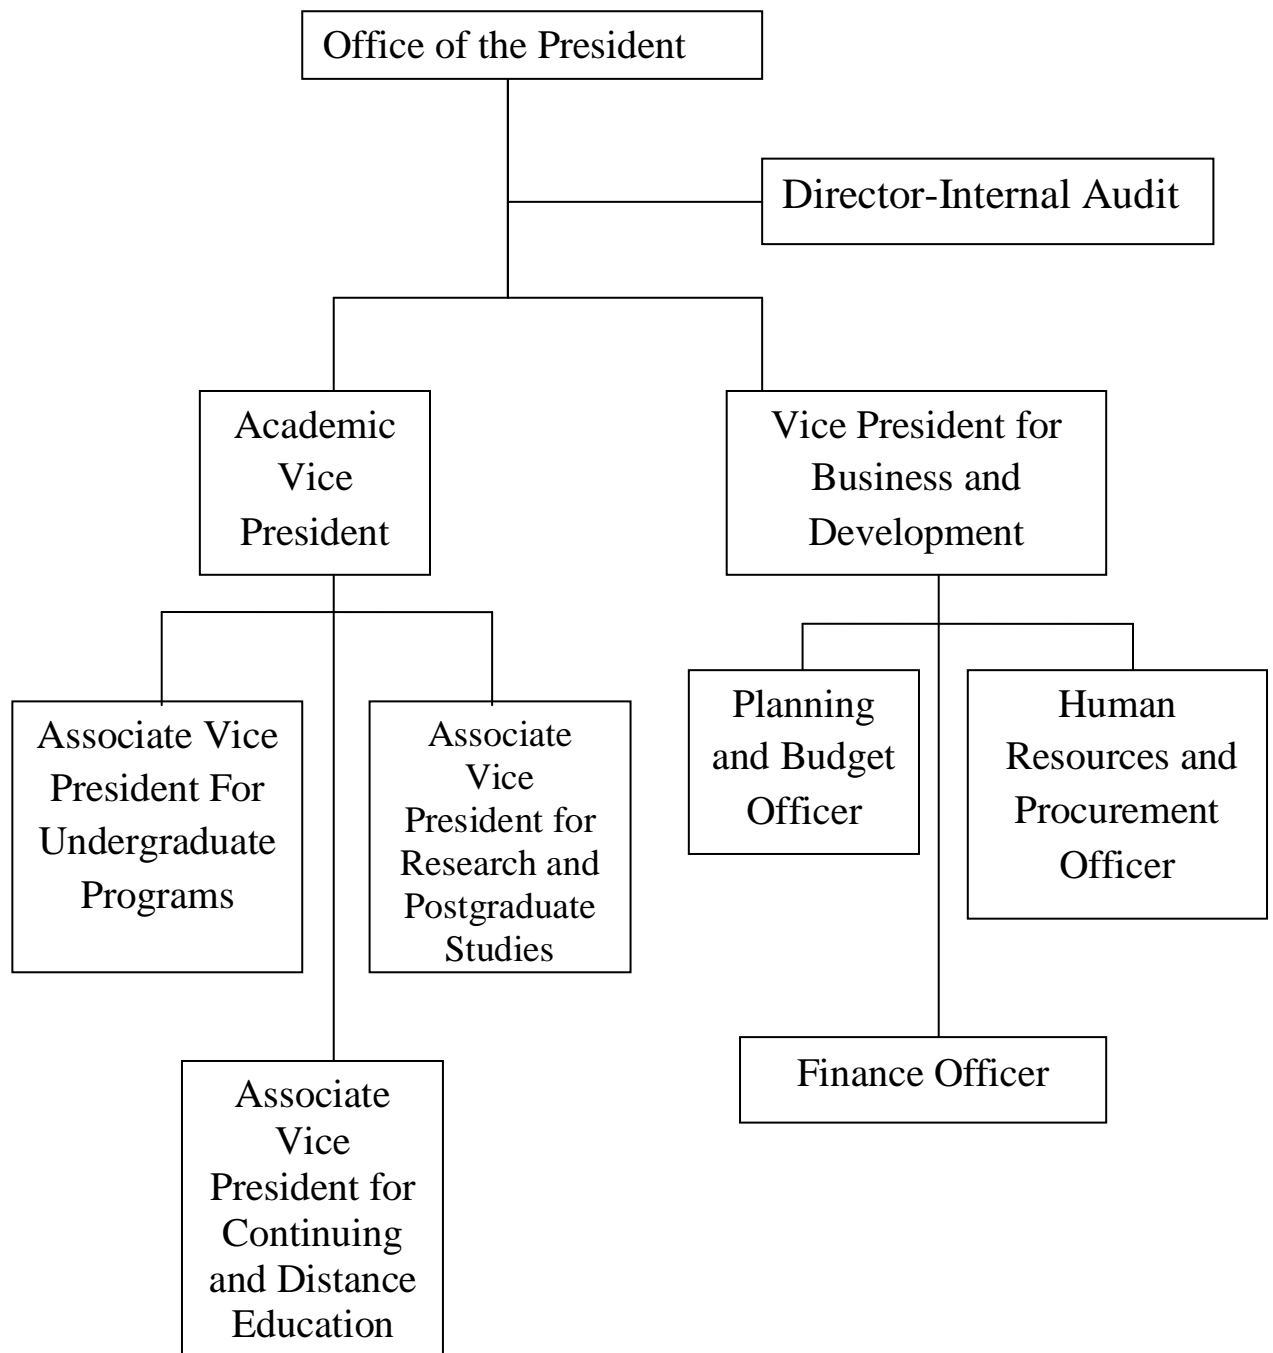 Office of the President
Director-Internal Audit
Academic
Vice
President
Vice President for
Business and
Development
Associate Vice
President For
Undergraduate
Programs
Associate
Vice
President for
Research and
Postgraduate
Studies
Planning
and Budget
Officer
Human
Resources and
Procurement
Officer
Associate
Vice
President for
Continuing
and Distance
Education
Finance Officer